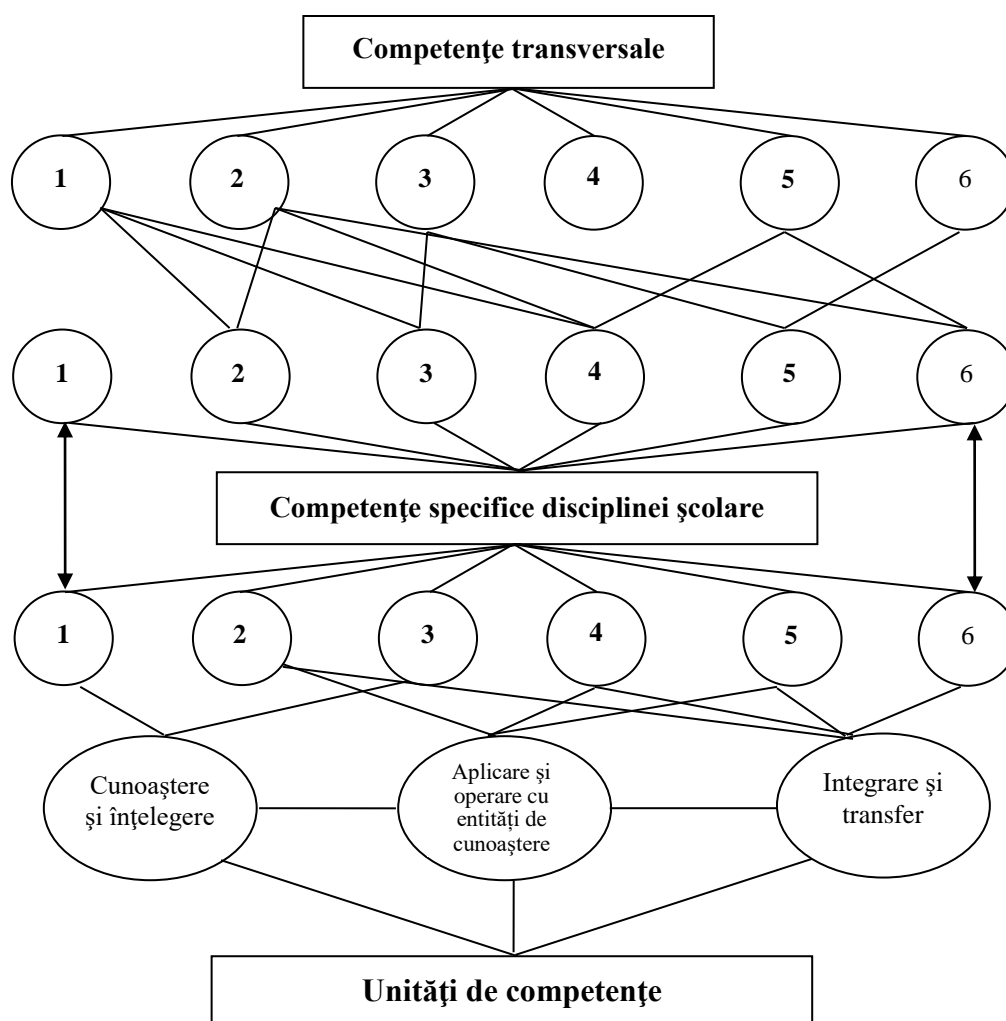 Competenţe transversale
1 2 3 4 5 6
1 2 3 4 5 6
Competenţe specifice disciplinei şcolare
1 2 3 4 5 6
Cunoaştere
şi înţelegere
Aplicare şi
operare cu
entități de
cunoaştere
Integrare şi
transfer
Unităţi de competenţe